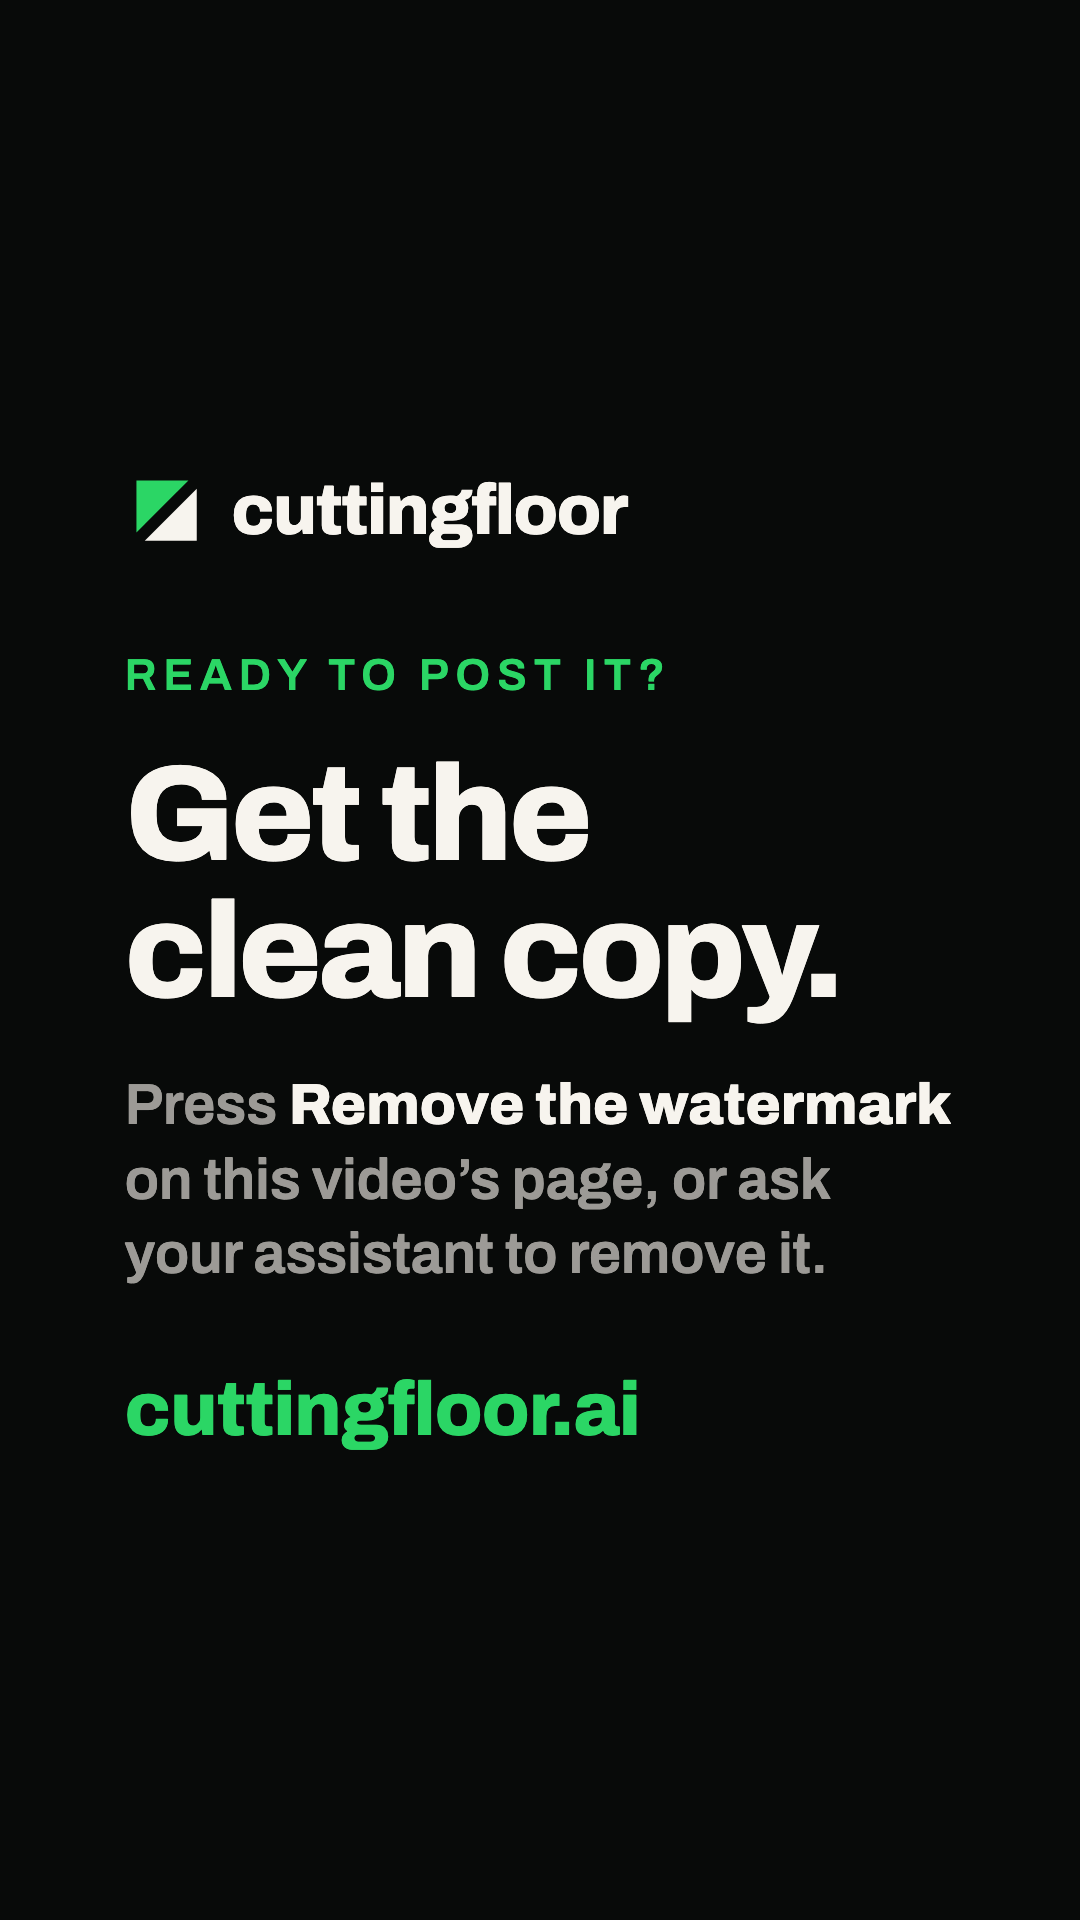 cuttingfloor
READY TO POST IT?
Get the
clean copy.
Press Remove the watermark
on this video’s page, or ask
your assistant to remove it.
cuttingfloor.ai